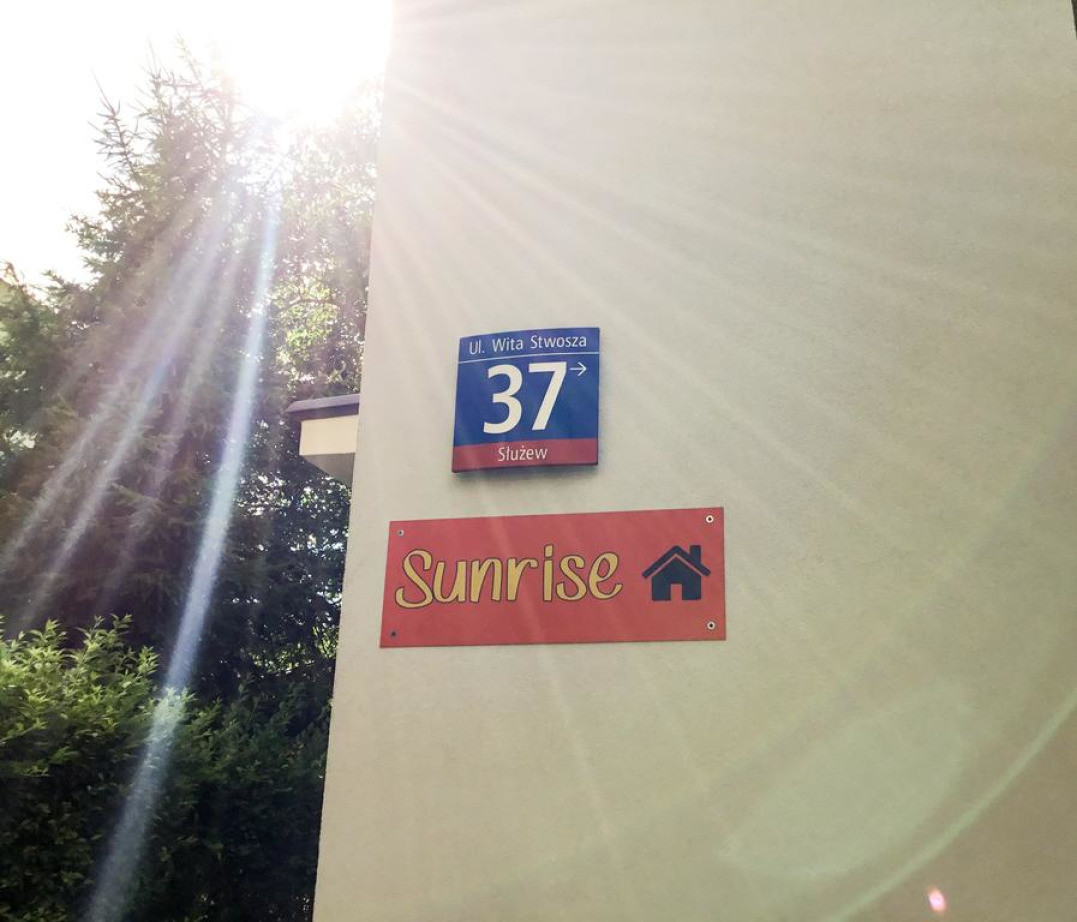 Ul. Wita Stwosza
37→
Służew
Sunrise